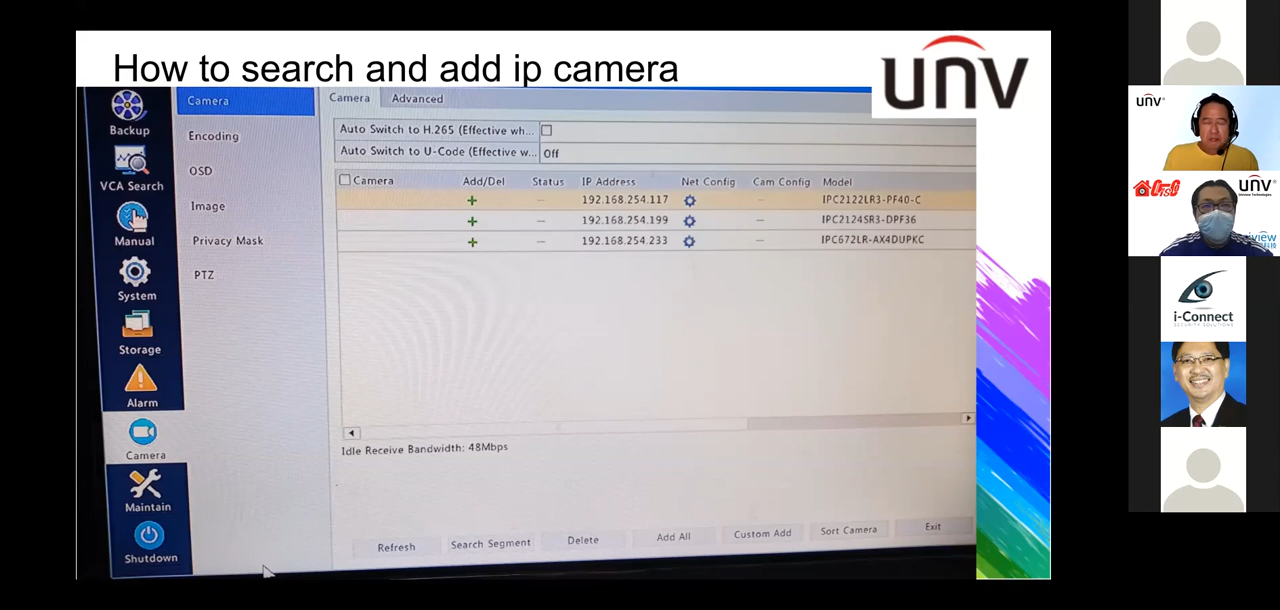 How to search and add ip camera
unv
Backup
VCA Search
Manual
System
Storage
Alarm
Camera
Maintain
Shutdown
Camera
Encoding
OSD
Image
Privacy Mask
PTZ
Camera Advanced
Auto Switch to H.265 (Effective wh...
Auto Switch to U-Code (Effective w... Off
Camera Add/Del Status IP Address Net Config Cam Config Model
192.168.254.117 IPC2122LR3-PF40-C
192.168.254.199 IPC2124SR3-DPF36
192.168.254.233 IPC672LR-AX4DUPKC
Idle Receive Bandwidth: 48Mbps
Refresh Search Segment Delete Add All Custom Add Sort Camera Exit
unv
unv
iview
i-Connect
SECURITY SOLUTIONS